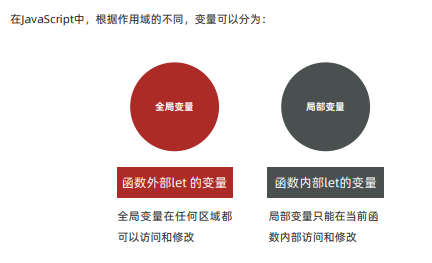 在JavaScript中，根据作用域的不同，变量可以分为：
全局变量
局部变量
函数外部let 的变量
函数内部let的变量
全局变量在任何区域都
可以访问和修改
局部变量只能在当前函
数内部访问和修改